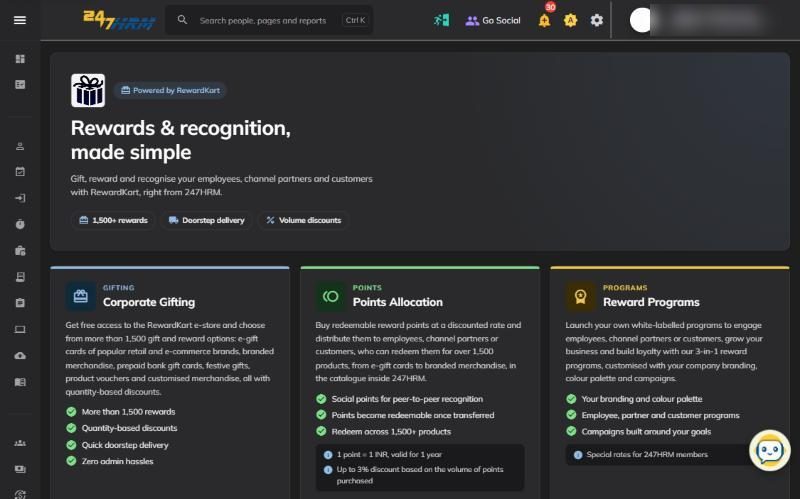 247HRM
Search people, pages and reports
Ctrl K
Go Social
30
A
Powered by RewardKart
Rewards & recognition,
made simple
Gift, reward and recognise your employees, channel partners and customers
with RewardKart, right from 247HRM.
1,500+ rewards
Doorstep delivery
Volume discounts
GIFTING
Corporate Gifting
Get free access to the RewardKart e-store and choose
from more than 1,500 gift and reward options: e-gift
cards of popular retail and e-commerce brands, branded
merchandise, prepaid bank gift cards, festive gifts,
product vouchers and customised merchandise, all with
quantity-based discounts.
More than 1,500 rewards
Quantity-based discounts
Quick doorstep delivery
Zero admin hassles
POINTS
Points Allocation
Buy redeemable reward points at a discounted rate and
distribute them to employees, channel partners or
customers, who can redeem them for over 1,500
products, from e-gift cards to branded merchandise, in
the catalogue inside 247HRM.
Social points for peer-to-peer recognition
Points become redeemable once transferred
Redeem across 1,500+ products
1 point = 1 INR, valid for 1 year
Up to 3% discount based on the volume of points
purchased
PROGRAMS
Reward Programs
Launch your own white-labelled programs to engage
employees, channel partners or customers, grow your
business and build loyalty with our 3-in-1 reward
programs, customised with your company branding,
colour palette and campaigns.
Your branding and colour palette
Employee, partner and customer programs
Campaigns built around your goals
Special rates for 247HRM members